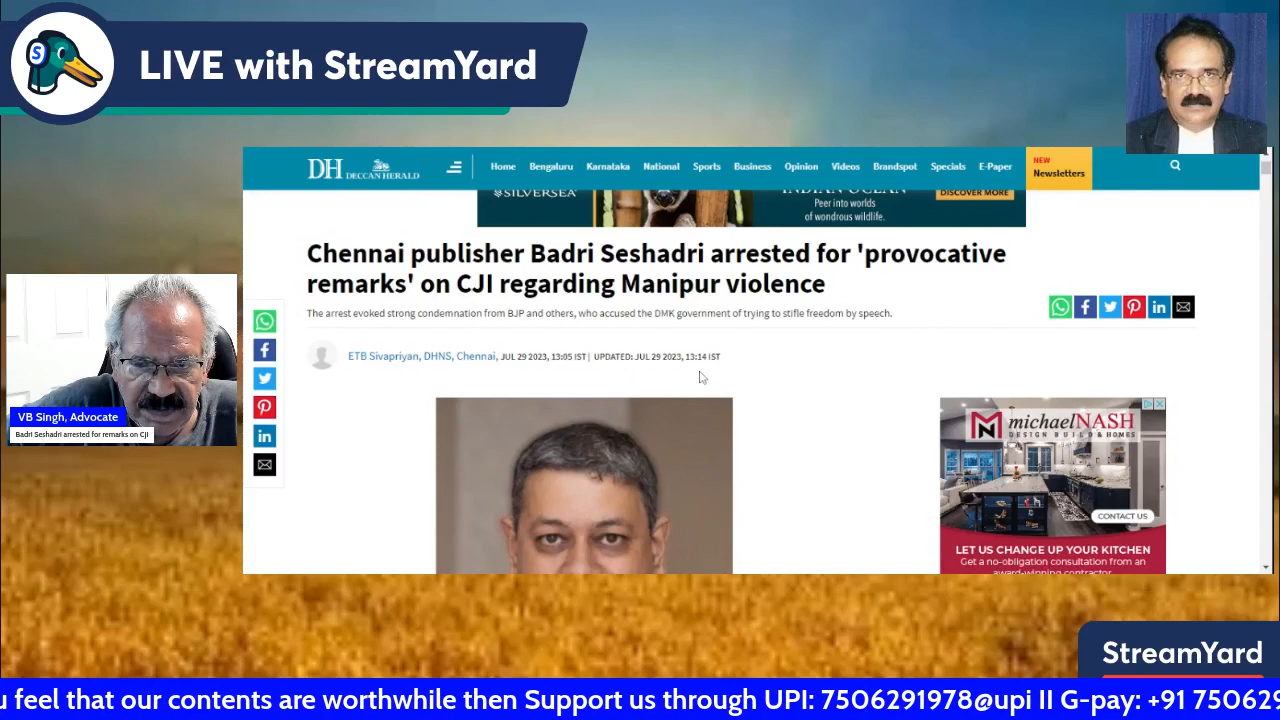 S
LIVE with StreamYard
DH DECCAN HERALD
Home Bengaluru Karnataka National Sports Business Opinion Videos Brandspot Specials E-Paper
NEW
Newsletters
SILVERSEA
INDIAN OCEAN
DISCOVER MORE
Peer into worlds
of wondrous wildlife.
Chennai publisher Badri Seshadri arrested for 'provocative
remarks' on CJI regarding Manipur violence
The arrest evoked strong condemnation from BJP and others, who accused the DMK government of trying to stifle freedom by speech.
ETB Sivapriyan, DHNS, Chennai, JUL 29 2023, 13:05 IST | UPDATED: JUL 29 2023, 13:14 IST
VB Singh, Advocate
Badri Seshadri arrested for remarks on CJI
michaelNASH
DESIGN BUILD & HOMES
CONTACT US
LET US CHANGE UP YOUR KITCHEN
Get a no-obligation consultation from an
award-winning contractor
StreamYard
u feel that our contents are worthwhile then Support us through UPI: 7506291978@upi II G-pay: +91 750629